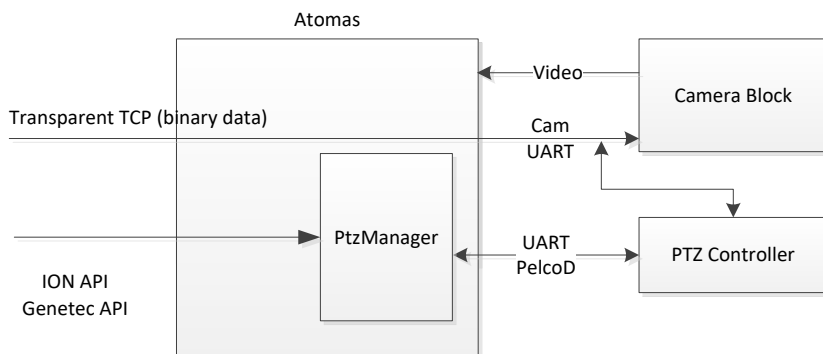 Atomas
Video
Camera Block
Transparent TCP (binary data)
Cam
UART
PtzManager
UART
PelcoD
PTZ Controller
ION API
Genetec API